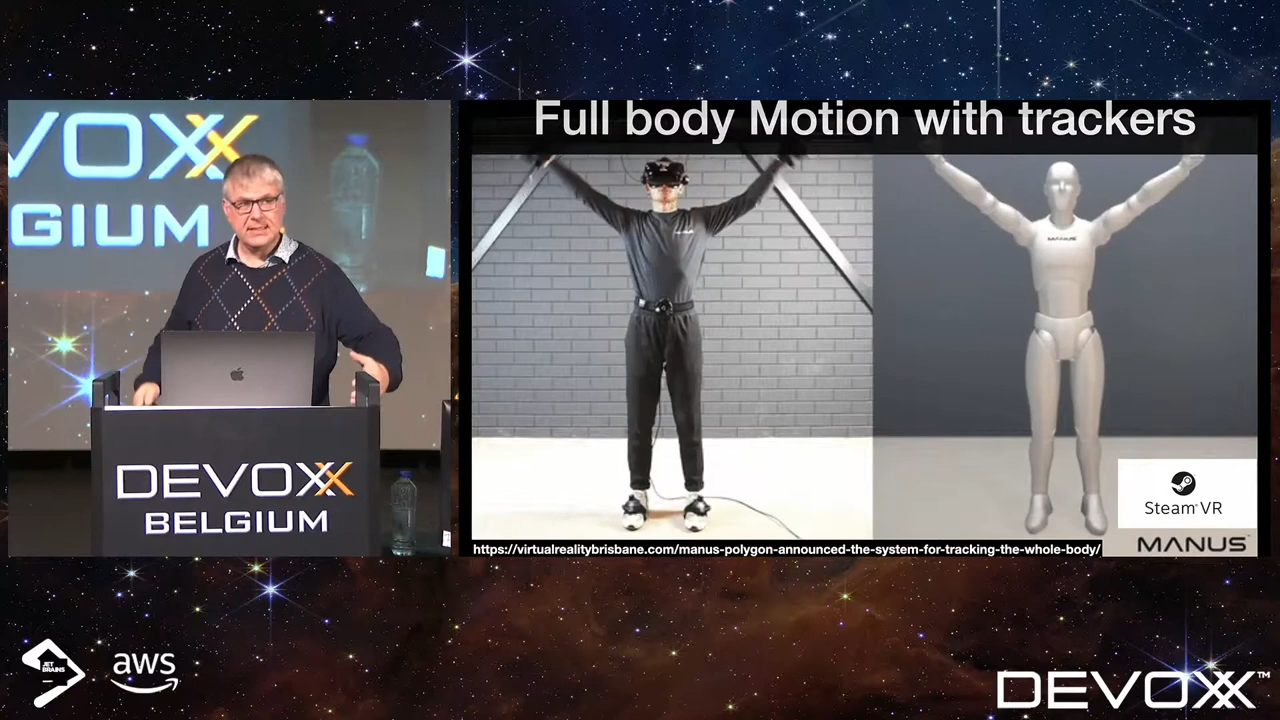 VOXX
GIUM
DEVOXX
BELGIUM
Full body Motion with trackers
MANUS
Steam VR
MANUS
https://virtualrealitybrisbane.com/manus-polygon-announced-the-system-for-tracking-the-whole-body/
JET
BRAINS
aws
DEVOXX™